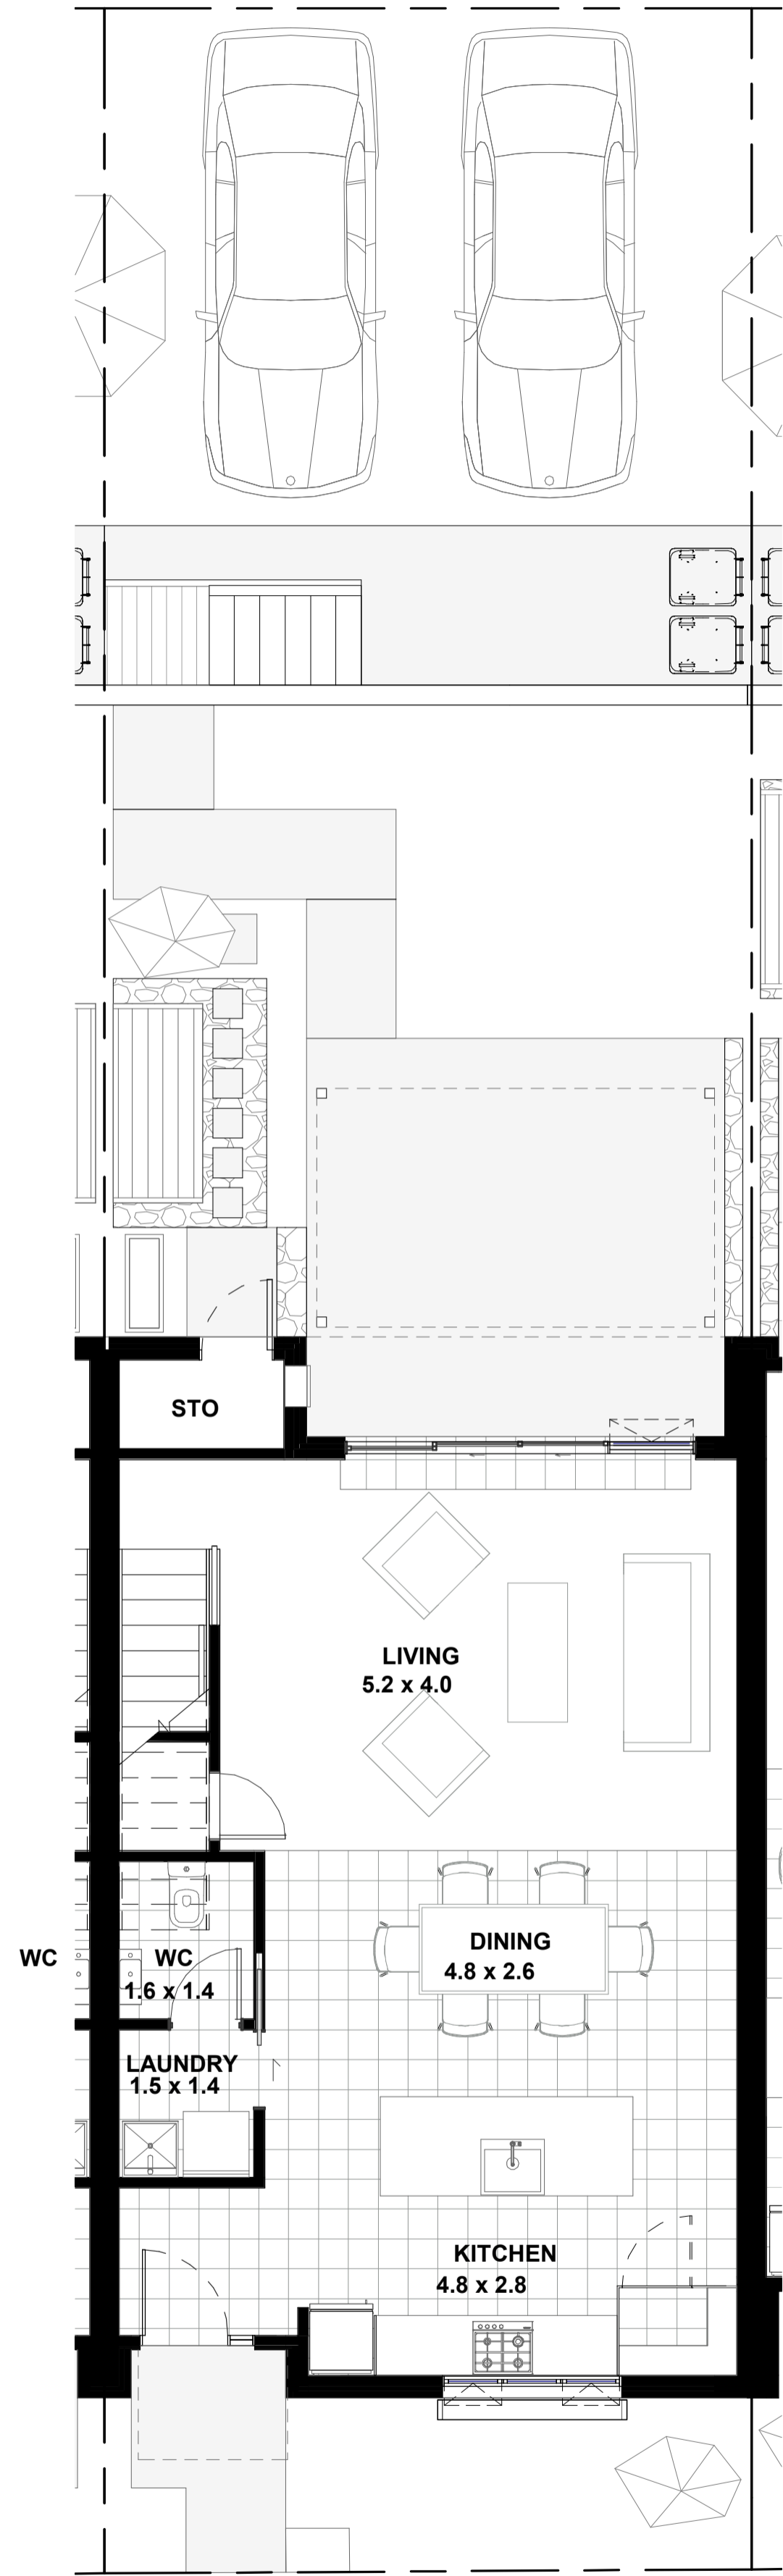 STO
LIVING
5.2 x 4.0
DINING
4.8 x 2.6
WC
WC
1.6 x 1.4
LAUNDRY
1.5 x 1.4
KITCHEN
4.8 x 2.8